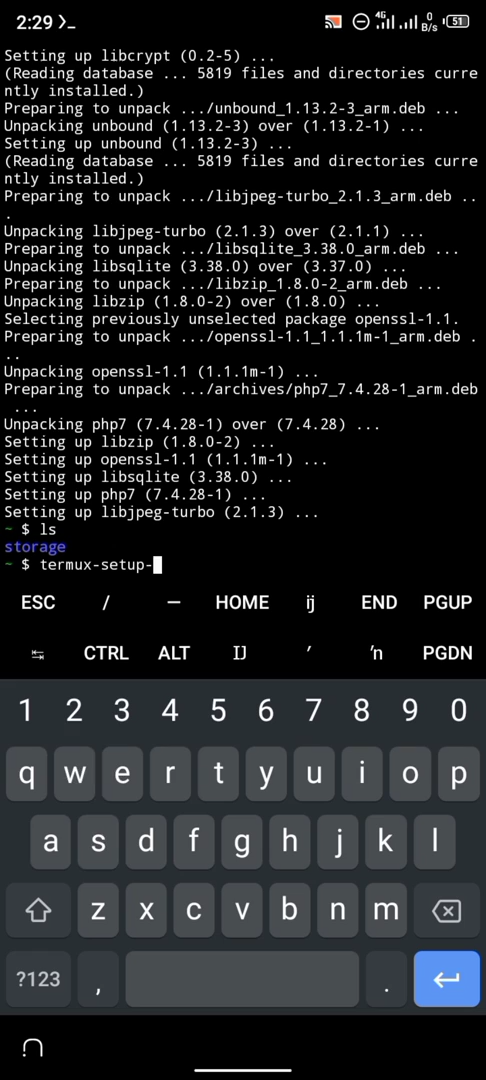 2:29 >_ 4G 0 B/s 51
Setting up libcrypt (0.2-5) ...
(Reading database ... 5819 files and directories curre
ntly installed.)
Preparing to unpack .../unbound_1.13.2-3_arm.deb ...
Unpacking unbound (1.13.2-3) over (1.13.2-1) ...
Setting up unbound (1.13.2-3) ...
(Reading database ... 5819 files and directories curre
ntly installed.)
Preparing to unpack .../libjpeg-turbo_2.1.3_arm.deb ..
.
Unpacking libjpeg-turbo (2.1.3) over (2.1.1) ...
Preparing to unpack .../libsqlite_3.38.0_arm.deb ...
Unpacking libsqlite (3.38.0) over (3.37.0) ...
Preparing to unpack .../libzip_1.8.0-2_arm.deb ...
Unpacking libzip (1.8.0-2) over (1.8.0) ...
Selecting previously unselected package openssl-1.1.
Preparing to unpack .../openssl-1.1_1.1.1m-1_arm.deb .
..
Unpacking openssl-1.1 (1.1.1m-1) ...
Preparing to unpack .../archives/php7_7.4.28-1_arm.deb
...
Unpacking php7 (7.4.28-1) over (7.4.28) ...
Setting up libzip (1.8.0-2) ...
Setting up openssl-1.1 (1.1.1m-1) ...
Setting up libsqlite (3.38.0) ...
Setting up php7 (7.4.28-1) ...
Setting up libjpeg-turbo (2.1.3) ...
~ $ ls
storage
~ $ termux-setup-
ESC / — HOME ij END PGUP
↹ CTRL ALT IJ ′ ŉ PGDN
1 2 3 4 5 6 7 8 9 0
q w e r t y u i o p
a s d f g h j k l
z x c v b n m
?123 , .